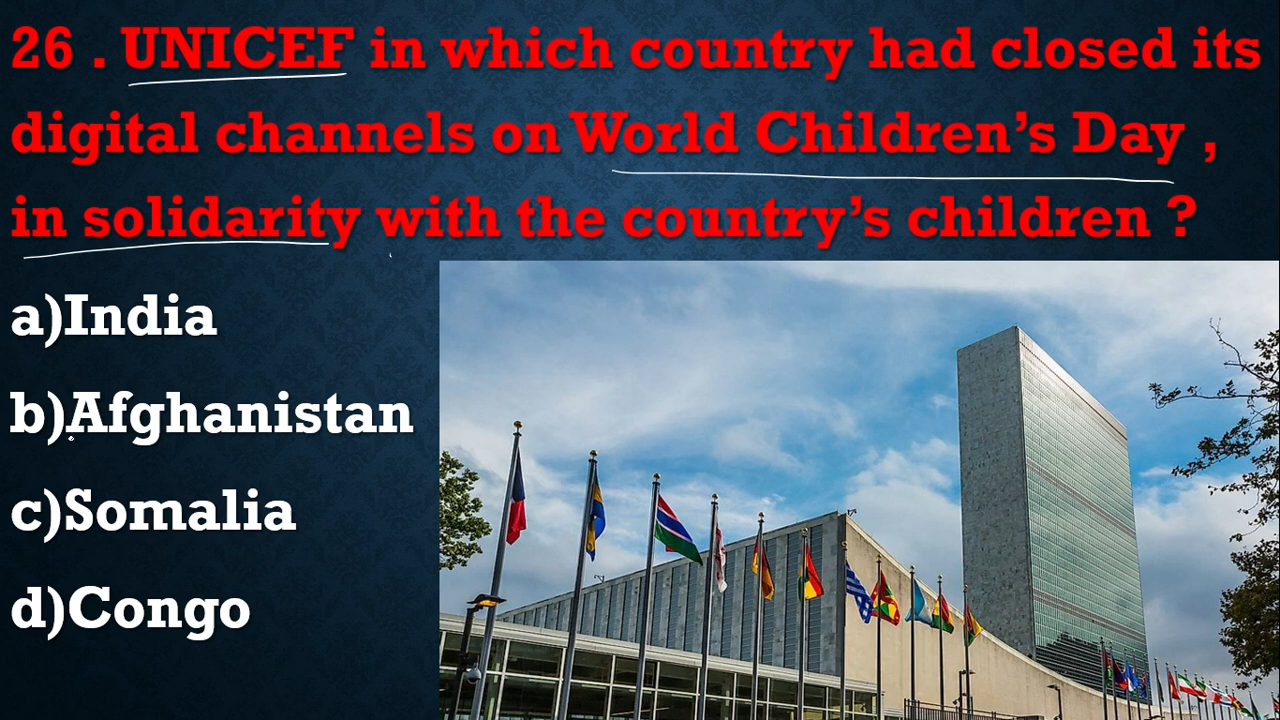 26 . UNICEF in which country had closed its
digital channels on World Children’s Day ,
in solidarity with the country’s children ?
a)India
b)Afghanistan
c)Somalia
d)Congo